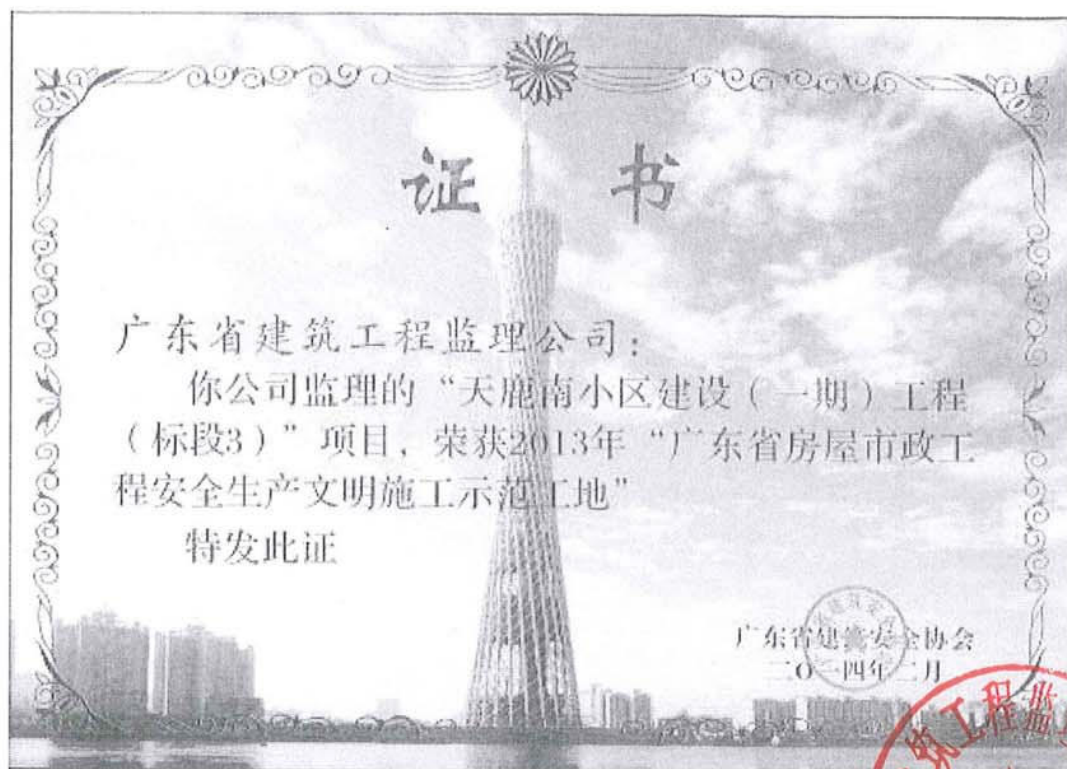 证 书
广东省建筑工程监理公司：
你公司监理的“天鹿南小区建设（一期）工程
（标段3）”项目，荣获2013年“广东省房屋市政工
程安全生产文明施工示范工地”
特发此证
广东省建筑安全协会
二〇一四年二月
筑工程监